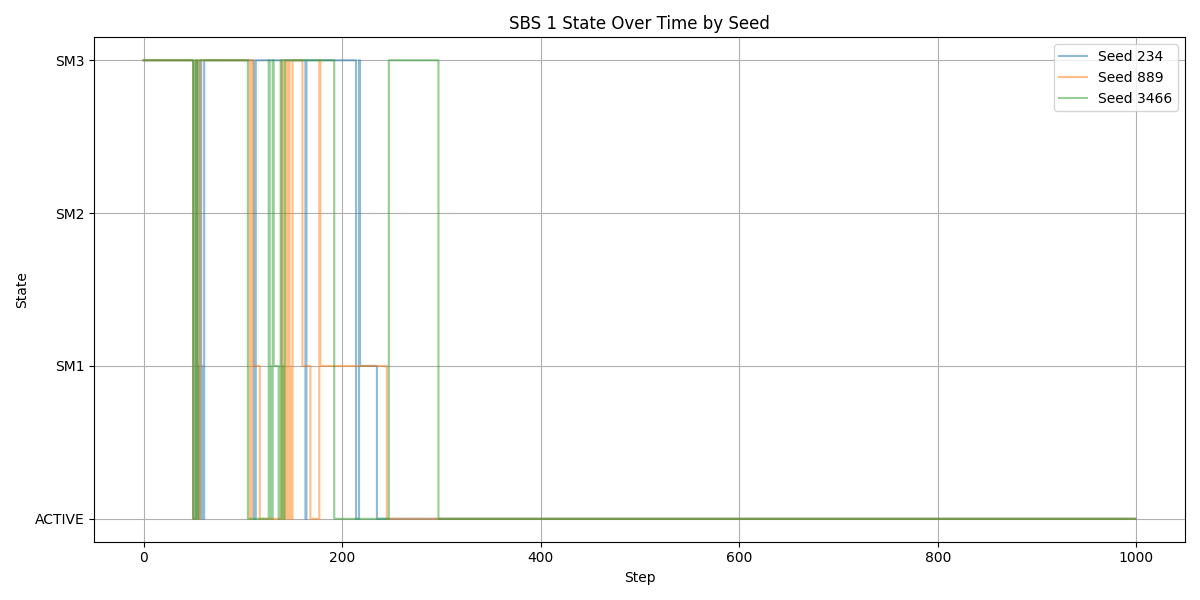 SBS 1 State Over Time by Seed
Seed 234
Seed 889
Seed 3466
State
SM3
SM2
SM1
ACTIVE
0 200 400 600 800 1000
Step